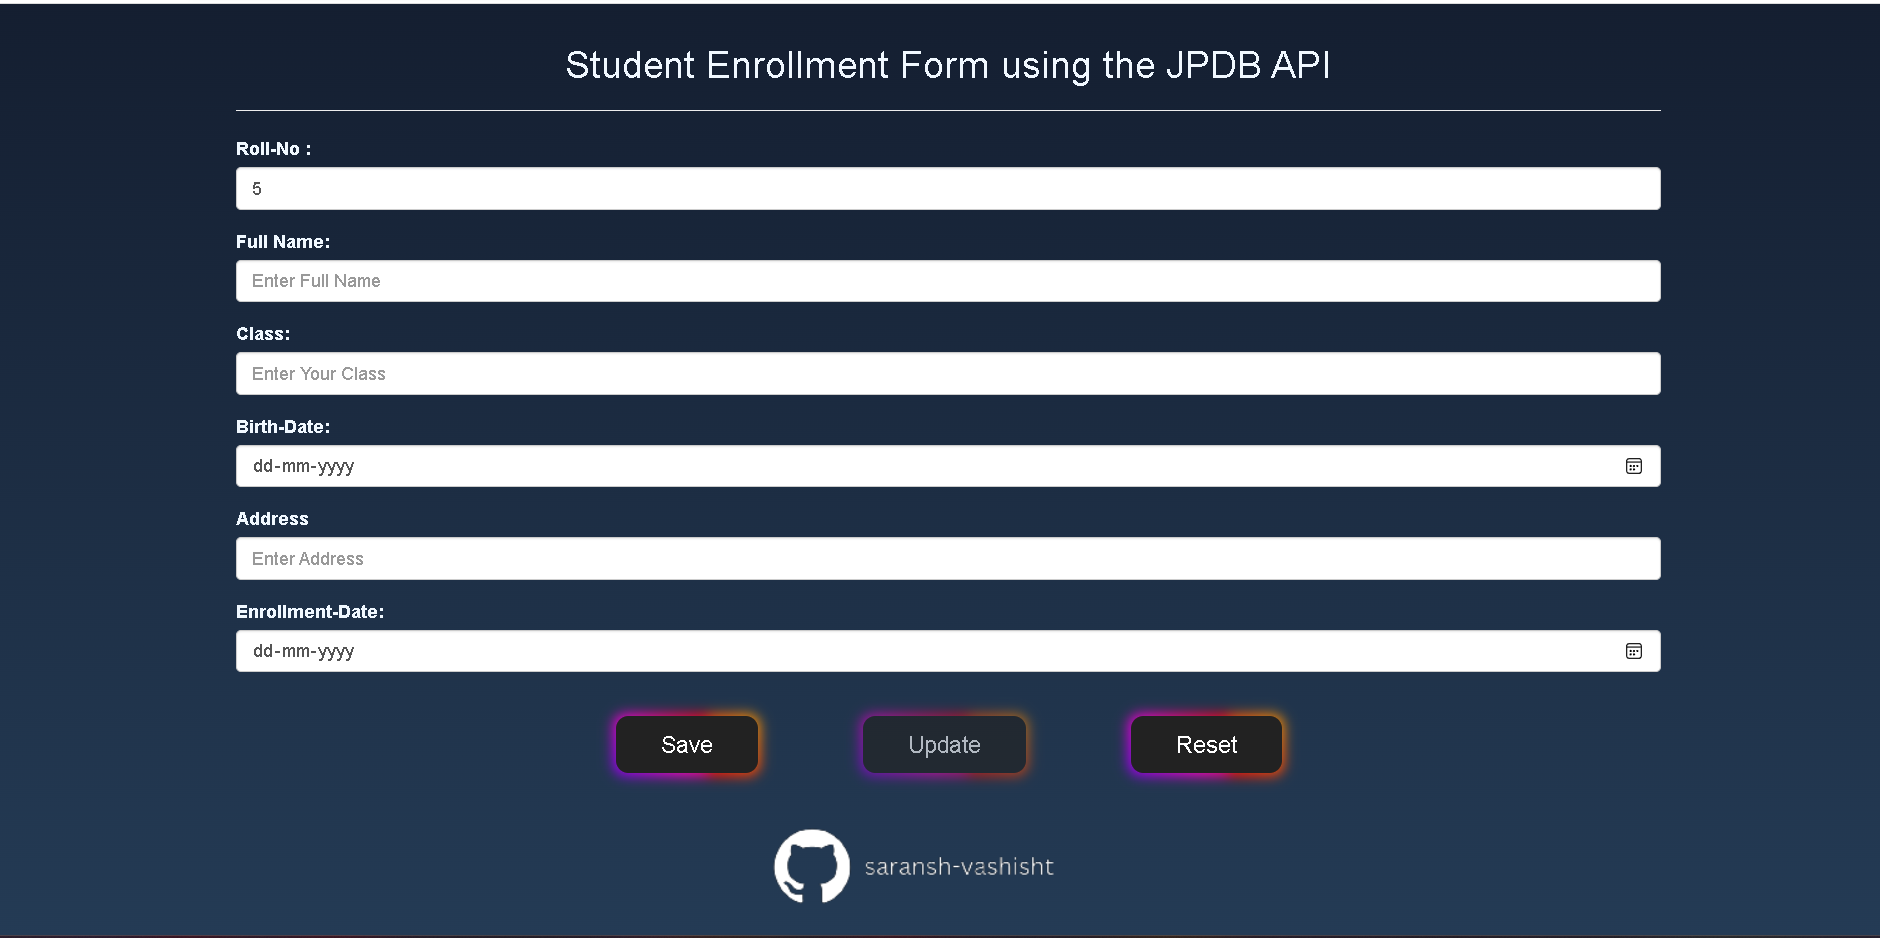 Student Enrollment Form using the JPDB API
Roll-No :
5
Full Name:
Enter Full Name
Class:
Enter Your Class
Birth-Date:
dd-mm-yyyy
Address
Enter Address
Enrollment-Date:
dd-mm-yyyy
Save Update Reset
saransh-vashisht